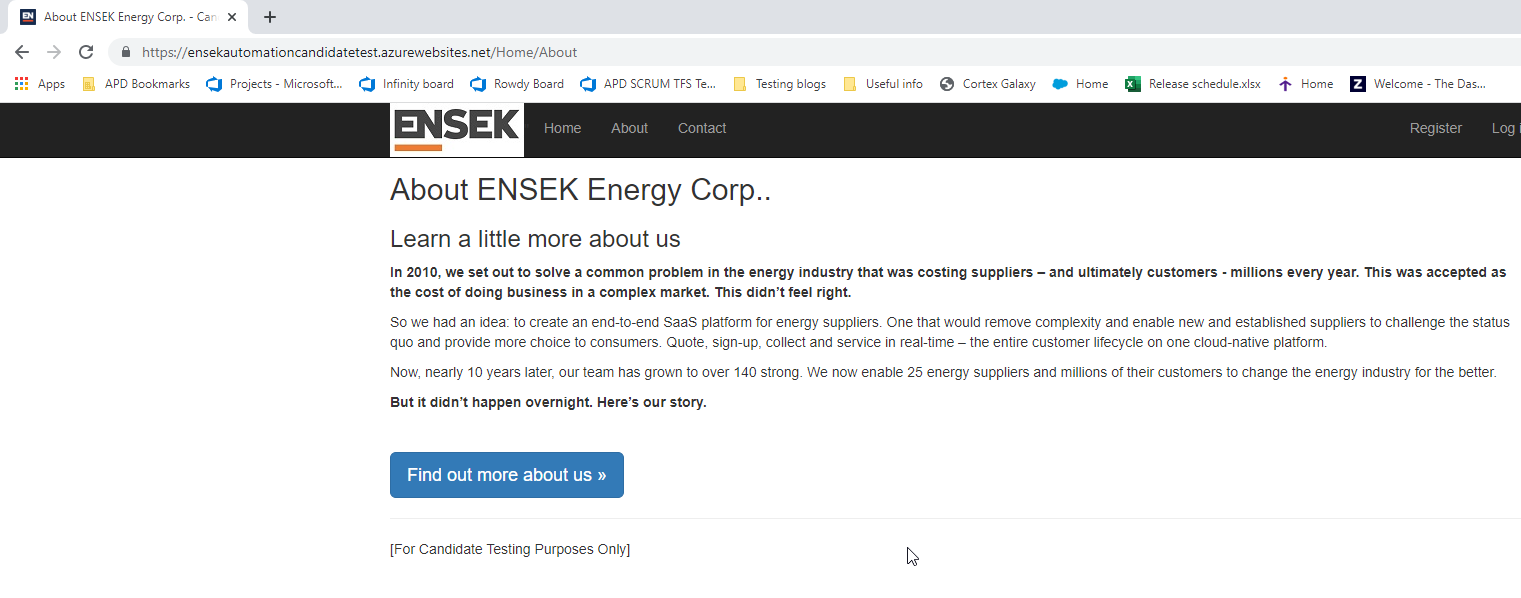 About ENSEK Energy Corp. - Can
https://ensekautomationcandidatetest.azurewebsites.net/Home/About
Apps APD Bookmarks Projects - Microsoft... Infinity board Rowdy Board APD SCRUM TFS Te... Testing blogs Useful info Cortex Galaxy Home Release schedule.xlsx Home Welcome - The Das...
ENSEK Home About Contact Register Log i
About ENSEK Energy Corp..
Learn a little more about us
In 2010, we set out to solve a common problem in the energy industry that was costing suppliers – and ultimately customers - millions every year. This was accepted as
the cost of doing business in a complex market. This didn’t feel right.
So we had an idea: to create an end-to-end SaaS platform for energy suppliers. One that would remove complexity and enable new and established suppliers to challenge the status
quo and provide more choice to consumers. Quote, sign-up, collect and service in real-time – the entire customer lifecycle on one cloud-native platform.
Now, nearly 10 years later, our team has grown to over 140 strong. We now enable 25 energy suppliers and millions of their customers to change the energy industry for the better.
But it didn’t happen overnight. Here’s our story.
Find out more about us »
[For Candidate Testing Purposes Only]